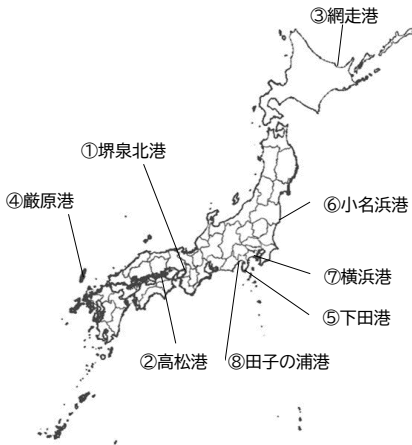 ③網走港
①堺泉北港
④厳原港
⑥小名浜港
⑦横浜港
⑤下田港
②高松港
⑧田子の浦港